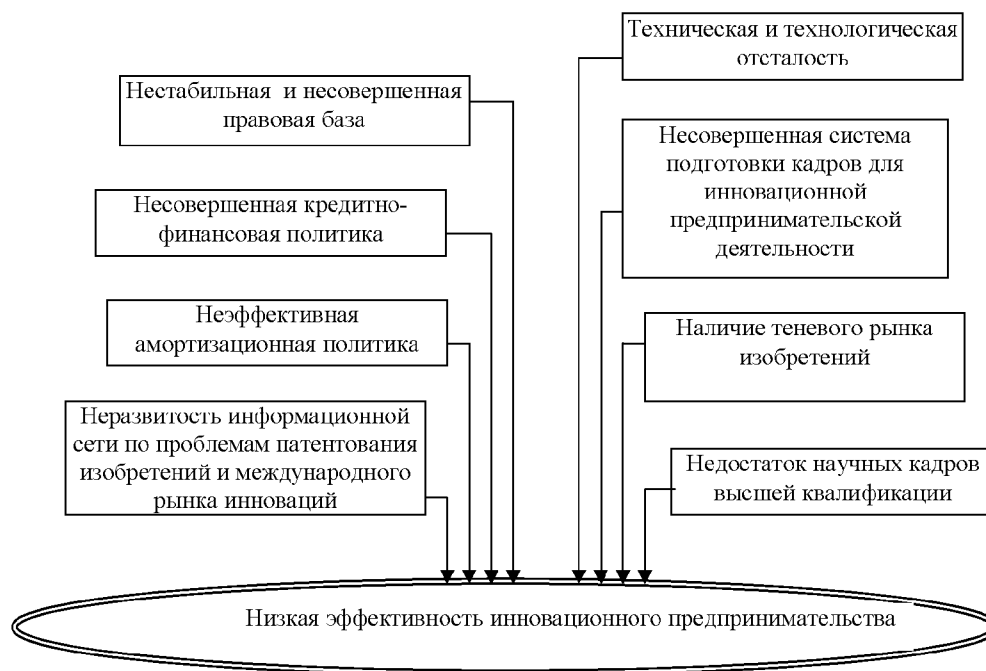 Нестабильная и несовершенная
правовая база
Несовершенная кредитно-
финансовая политика
Неэффективная
амортизационная политика
Неразвитость информационной
сети по проблемам патентования
изобретений и международного
рынка инноваций
Техническая и технологическая
отсталость
Несовершенная система
подготовки кадров для
инновационной
предпринимательской
деятельности
Наличие теневого рынка
изобретений
Недостаток научных кадров
высшей квалификации
Низкая эффективность инновационного предпринимательства